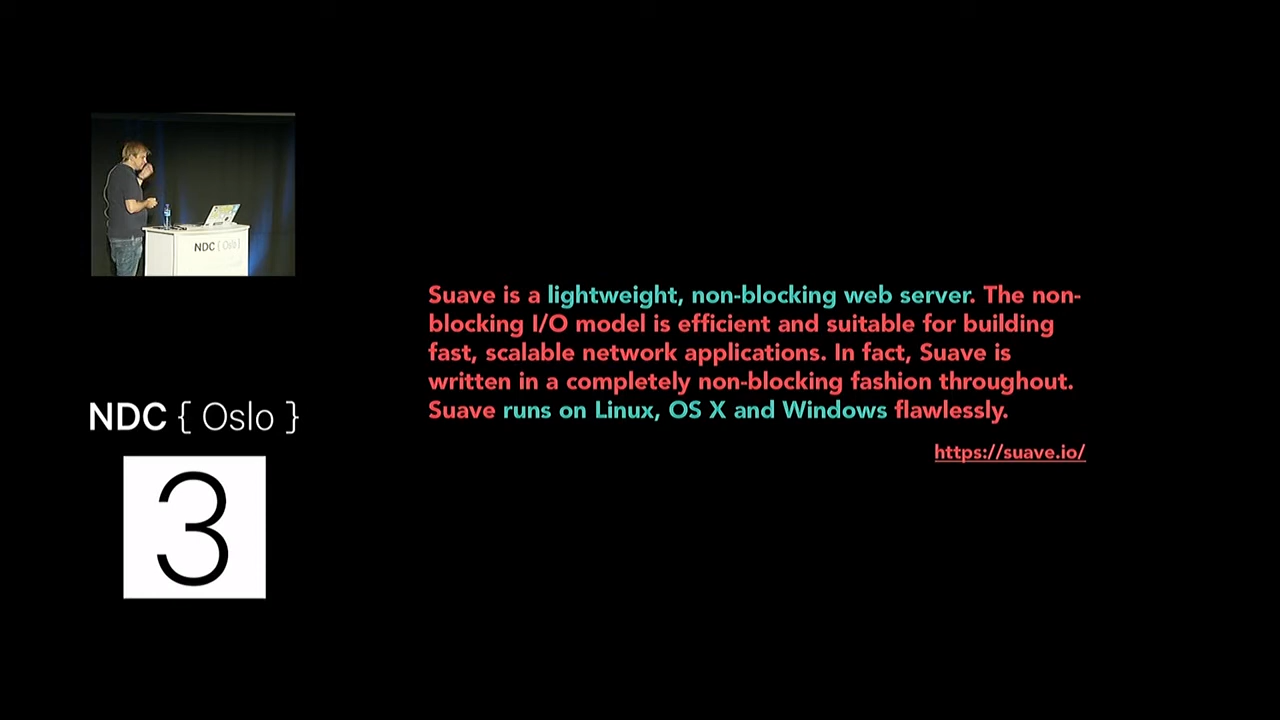 NDC { Oslo }
Suave is a lightweight, non-blocking web server. The non-
blocking I/O model is efficient and suitable for building
fast, scalable network applications. In fact, Suave is
written in a completely non-blocking fashion throughout.
Suave runs on Linux, OS X and Windows flawlessly.
https://suave.io/
NDC { Oslo }
3